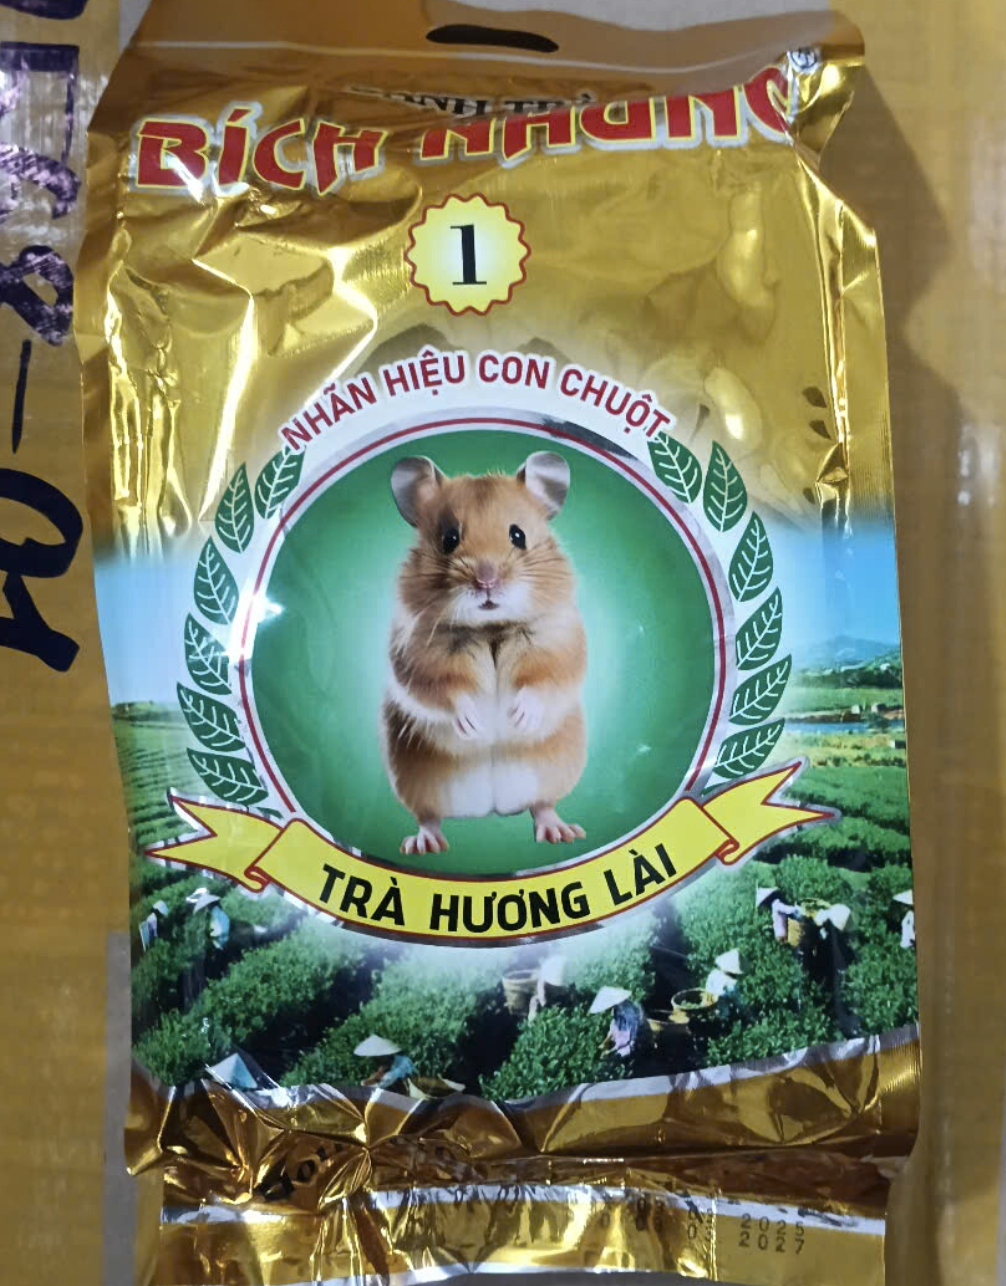 BÍCH NHUNG
1
NHÃN HIỆU CON CHUỘT
TRÀ HƯƠNG LÀI
2025
2027